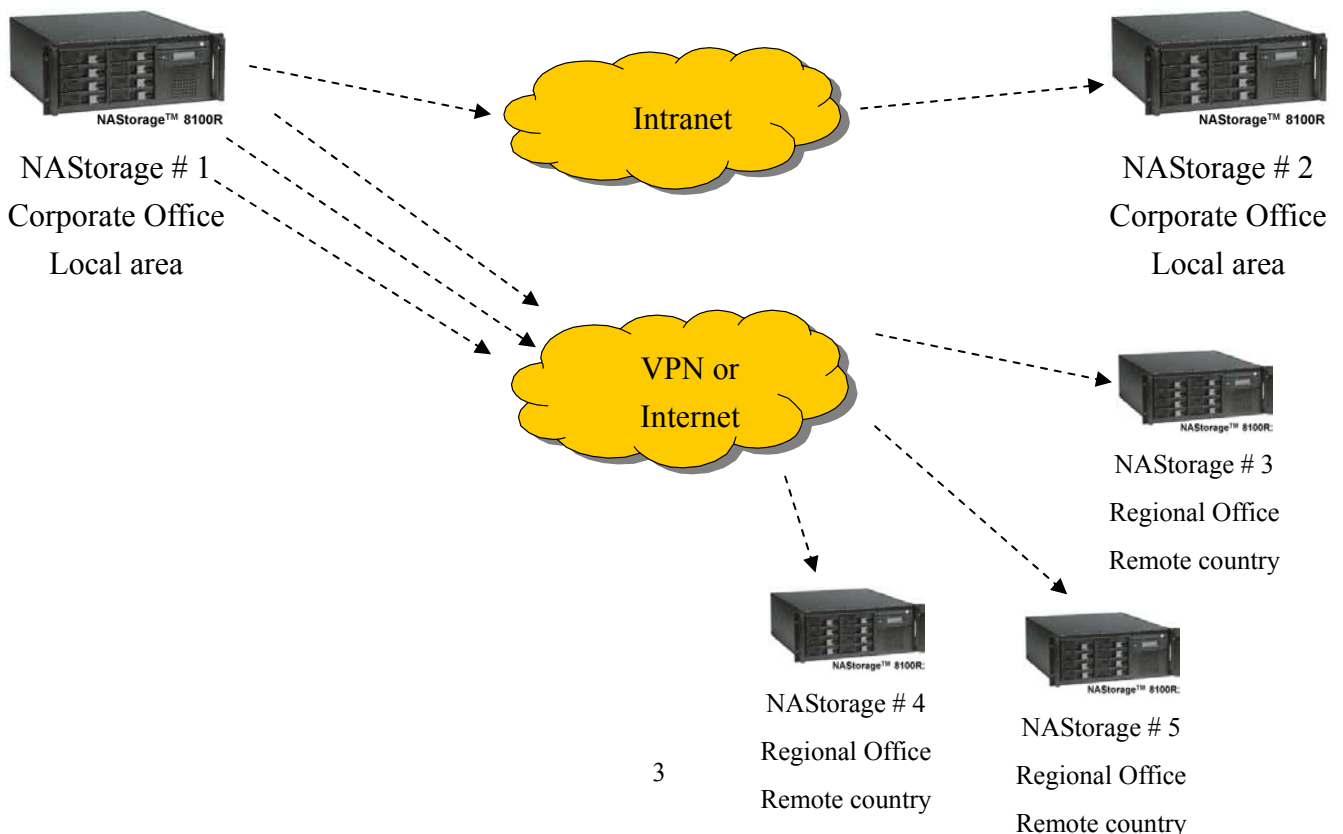 NAStorage™ 8100R
NAStorage # 1
Corporate Office
Local area
Intranet
NAStorage™ 8100R
NAStorage # 2
Corporate Office
Local area
VPN or
Internet
NAStorage™ 8100R:
NAStorage # 3
Regional Office
Remote country
NAStorage™ 8100R:
NAStorage # 4
Regional Office
Remote country
NAStorage™ 8100R:
NAStorage # 5
Regional Office
Remote country
3